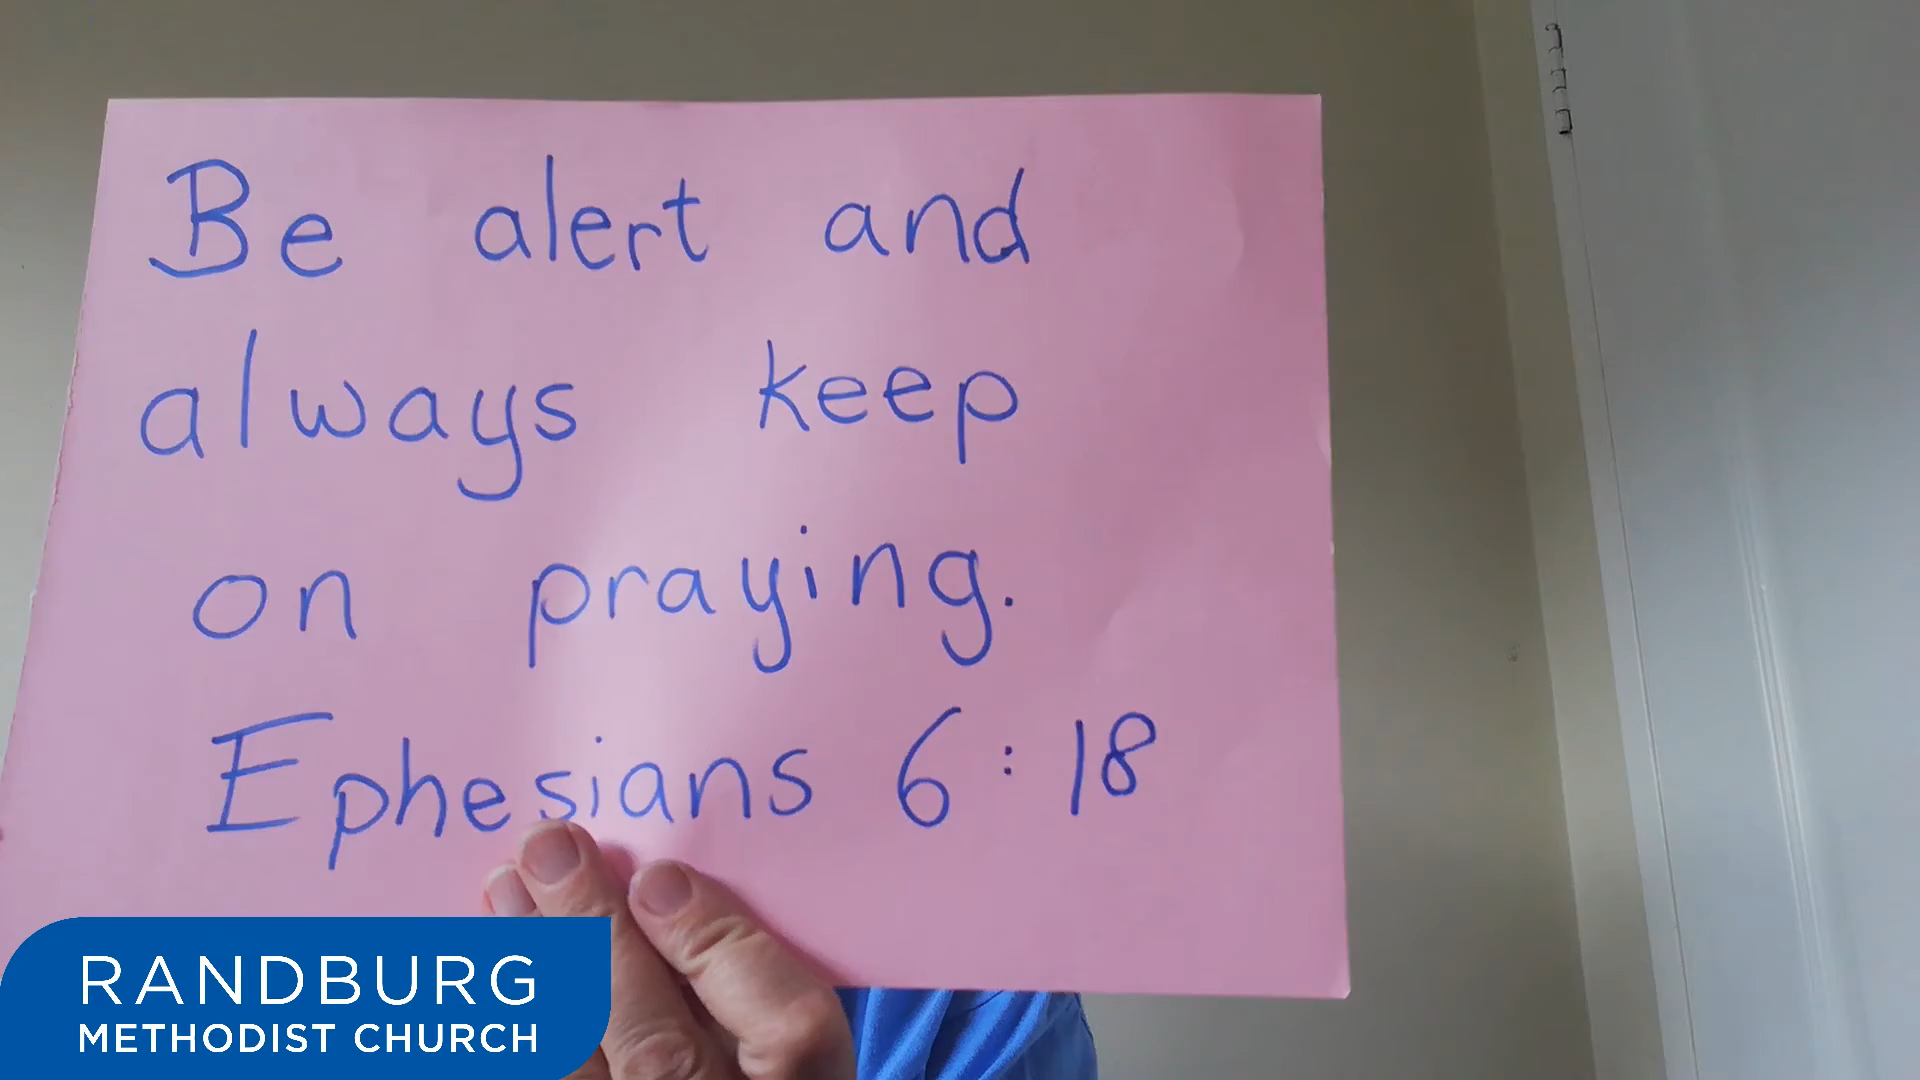 Be alert and
always keep
on praying.
Ephesians 6:18
RANDBURG
METHODIST CHURCH